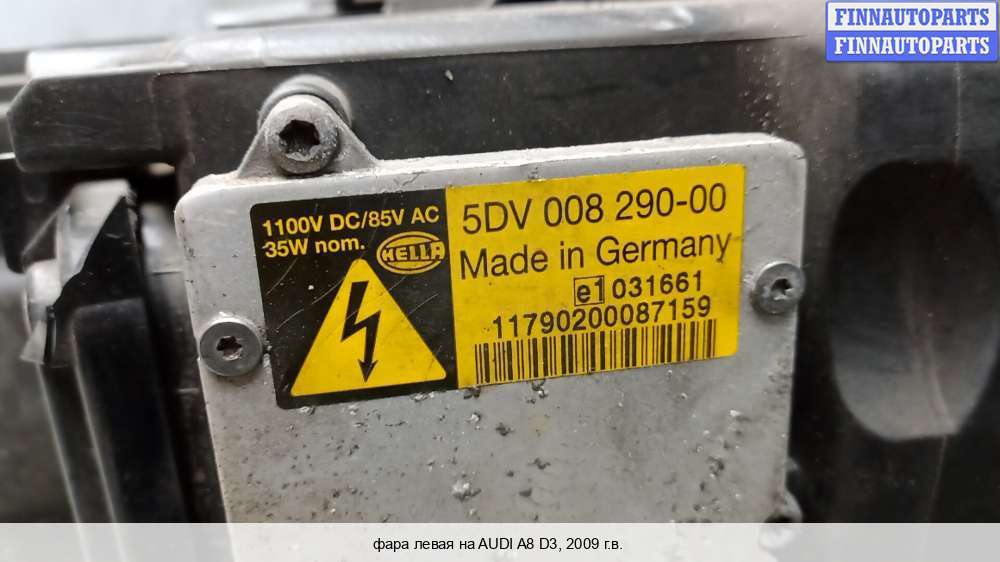 FINNAUTOPARTS
FINNAUTOPARTS
1100V DC/85V AC
35W nom.
HELLA
5DV 008 290-00
Made in Germany
e1 031661
11790200087159
фара левая на AUDI A8 D3, 2009 г.в.